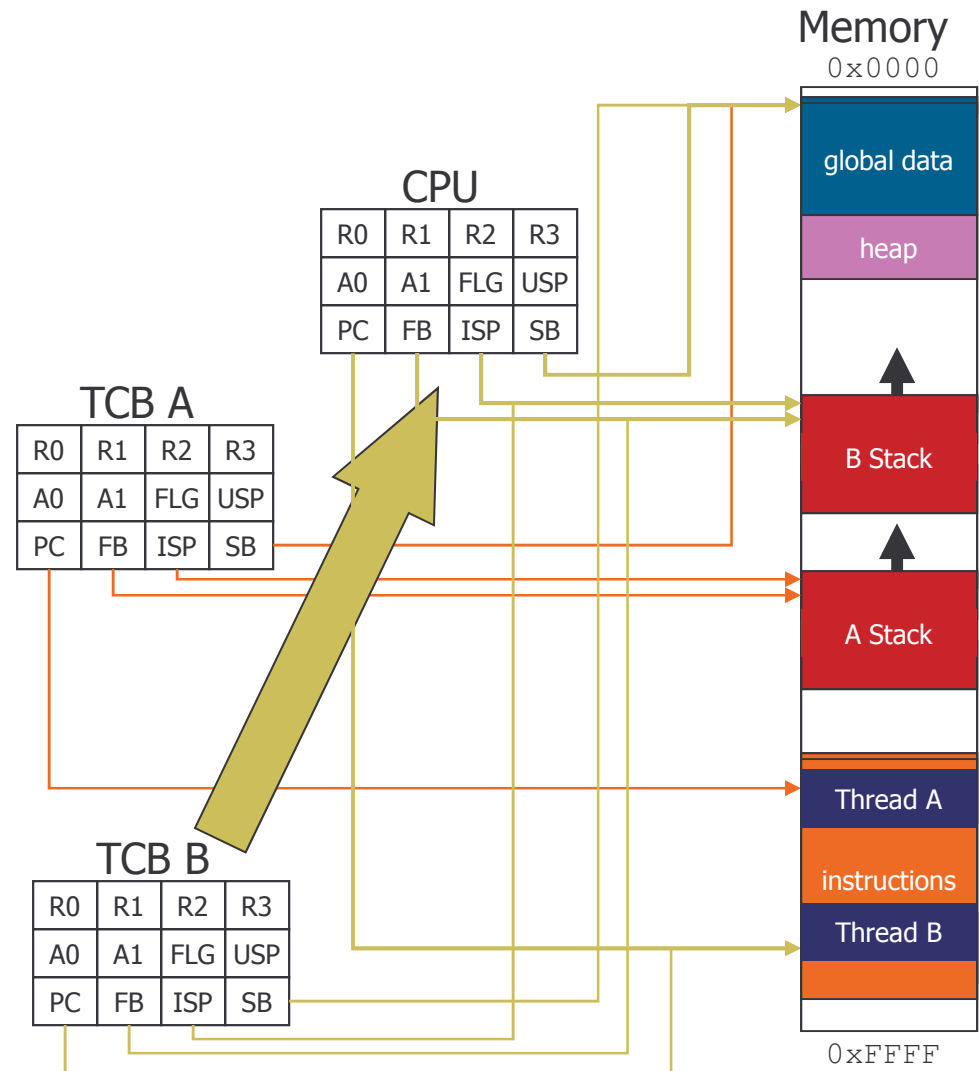 Memory
0x0000
global data
heap
B Stack
A Stack
Thread A
instructions
Thread B
0xFFFF
CPU
R0 R1 R2 R3
A0 A1 FLG USP
PC FB ISP SB
TCB A
R0 R1 R2 R3
A0 A1 FLG USP
PC FB ISP SB
TCB B
R0 R1 R2 R3
A0 A1 FLG USP
PC FB ISP SB